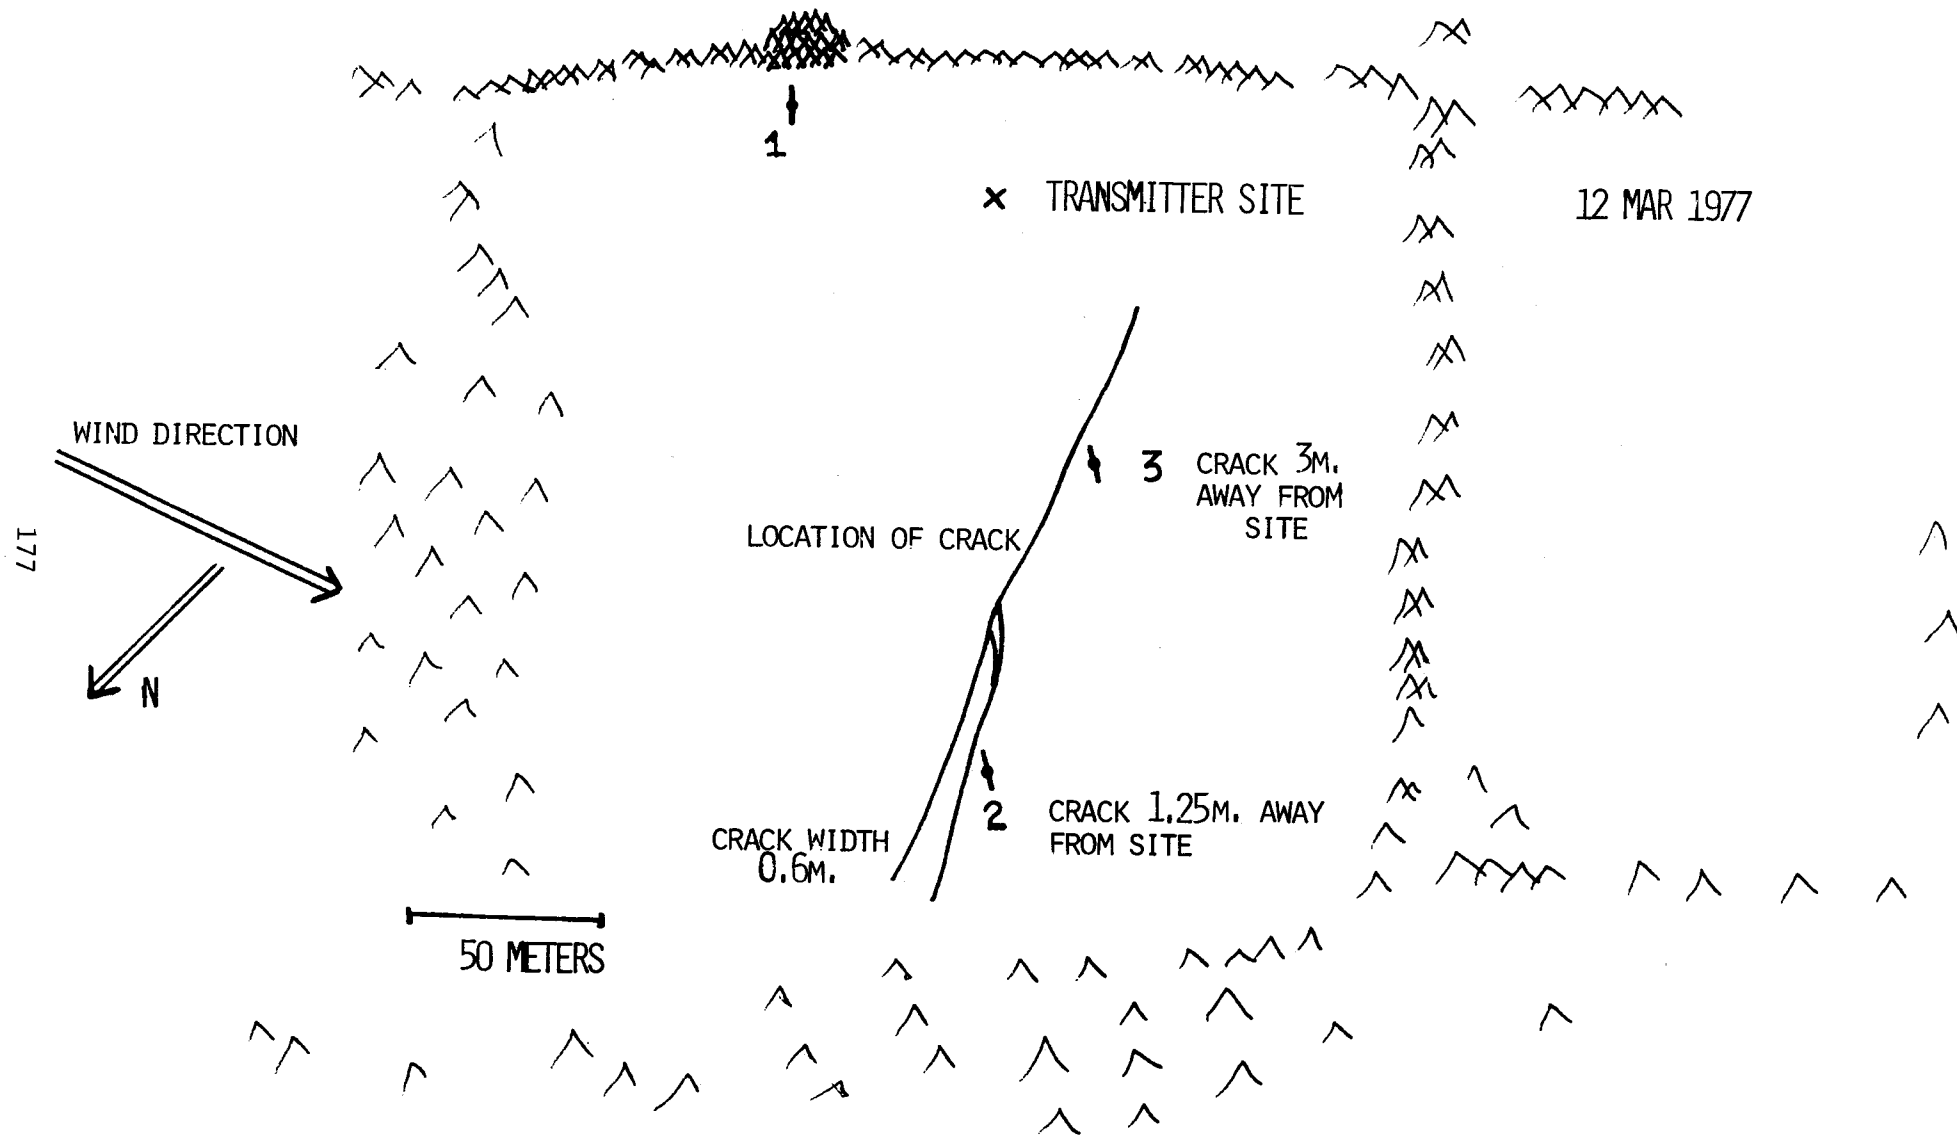 1
× TRANSMITTER SITE
12 MAR 1977
WIND DIRECTION
3
CRACK 3M.
AWAY FROM
SITE
LOCATION OF CRACK
177
N
2
CRACK 1.25M. AWAY
FROM SITE
CRACK WIDTH
0.6M.
50 METERS